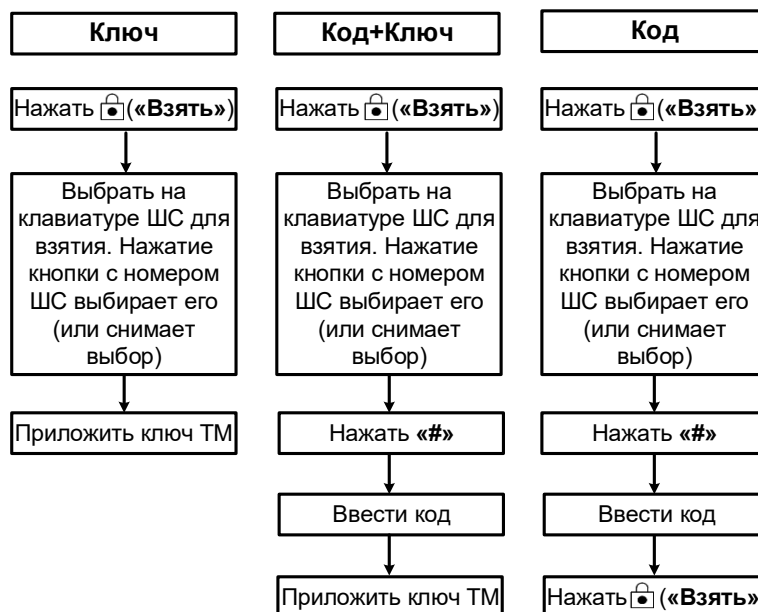 Ключ
Нажать («Взять»)
Выбрать на
клавиатуре ШС для
взятия. Нажатие
кнопки с номером
ШС выбирает его
(или снимает
выбор)
Приложить ключ ТМ
Код+Ключ
Нажать («Взять»)
Выбрать на
клавиатуре ШС для
взятия. Нажатие
кнопки с номером
ШС выбирает его
(или снимает
выбор)
Нажать «#»
Ввести код
Приложить ключ ТМ
Код
Нажать («Взять»
Выбрать на
клавиатуре ШС для
взятия. Нажатие
кнопки с номером
ШС выбирает его
(или снимает
выбор)
Нажать «#»
Ввести код
Нажать («Взять»